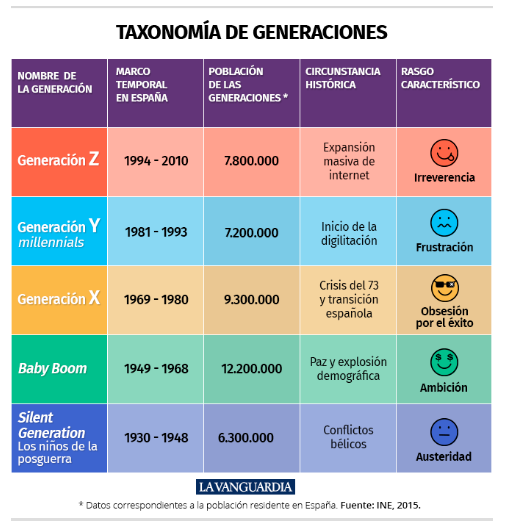 TAXONOMÍA DE GENERACIONES
NOMBRE DE
LA GENERACIÓN
MARCO
TEMPORAL
EN ESPAÑA
POBLACIÓN
DE LAS
GENERACIONES *
CIRCUNSTANCIA
HISTÓRICA
RASGO
CARACTERÍSTICO
Generación Z
1994 - 2010
7.800.000
Expansión
masiva de
internet
Irreverencia
Generación Y
millennials
1981 - 1993
7.200.000
Inicio de la
digilitación
Frustración
Generación X
1969 - 1980
9.300.000
Crisis del 73
y transición
española
Obsesión
por el éxito
Baby Boom
1949 - 1968
12.200.000
Paz y explosión
demográfica
Ambición
Silent
Generation
Los niños de la
posguerra
1930 - 1948
6.300.000
Conflictos
bélicos
Austeridad
LA VANGUARDIA
* Datos correspondientes a la población residente en España. Fuente: INE, 2015.